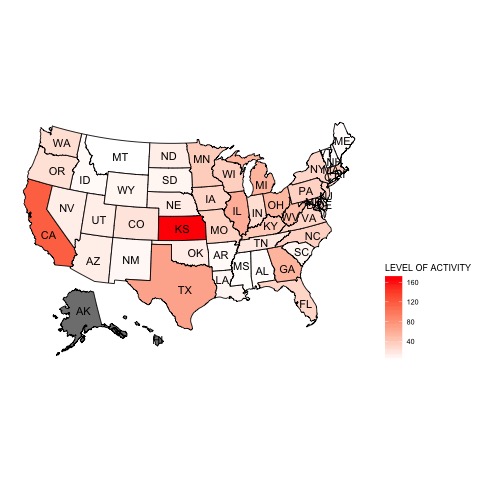 ME
WA
MT
ND
MN
OR
ID
WI
NY
SD
MI
WY
IA
PA
NE
NV
IL
IN
OH
UT
CO
KS
MO
WV
VA
KY
CA
NC
TN
AZ
NM
OK
AR
SC
MS
AL
GA
TX
LA
FL
AK
LEVEL OF ACTIVITY
160
120
80
40